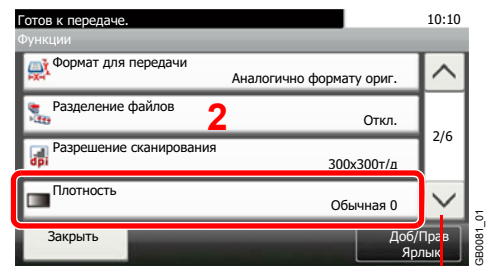 Готов к передаче. 10:10
Функции
Формат для передачи
Аналогично формату ориг.
Разделение файлов
2
Откл.
2/6
Разрешение сканирования
dpi
300x300т/д
Плотность
Обычная 0
Закрыть
Доб/Прав
Ярлык
GB0081_01